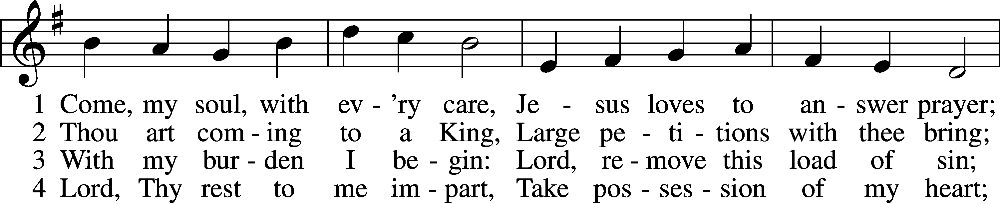 1 Come, my soul, with ev - ’ry care, Je - sus loves to an - swer prayer;
2 Thou art com - ing to a King, Large pe - ti - tions with thee bring;
3 With my bur - den I be - gin: Lord, re - move this load of sin;
4 Lord, Thy rest to me im - part, Take pos - ses - sion of my heart;